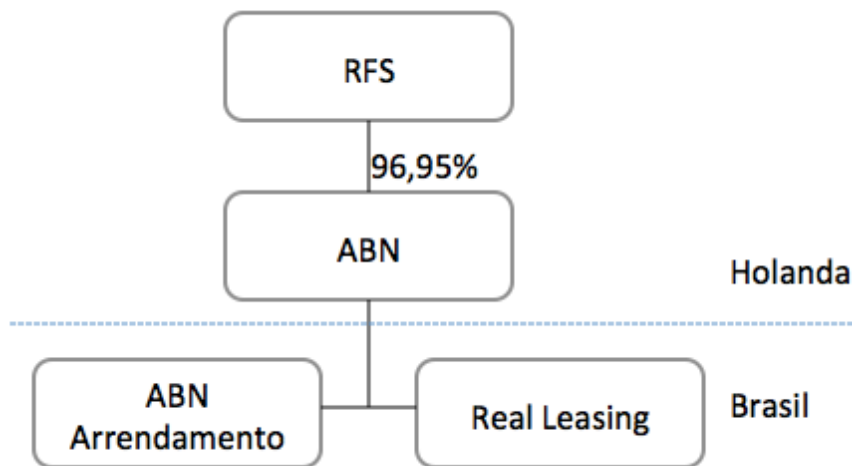 RFS
96,95%
ABN
Holanda
ABN
Arrendamento
Real Leasing
Brasil